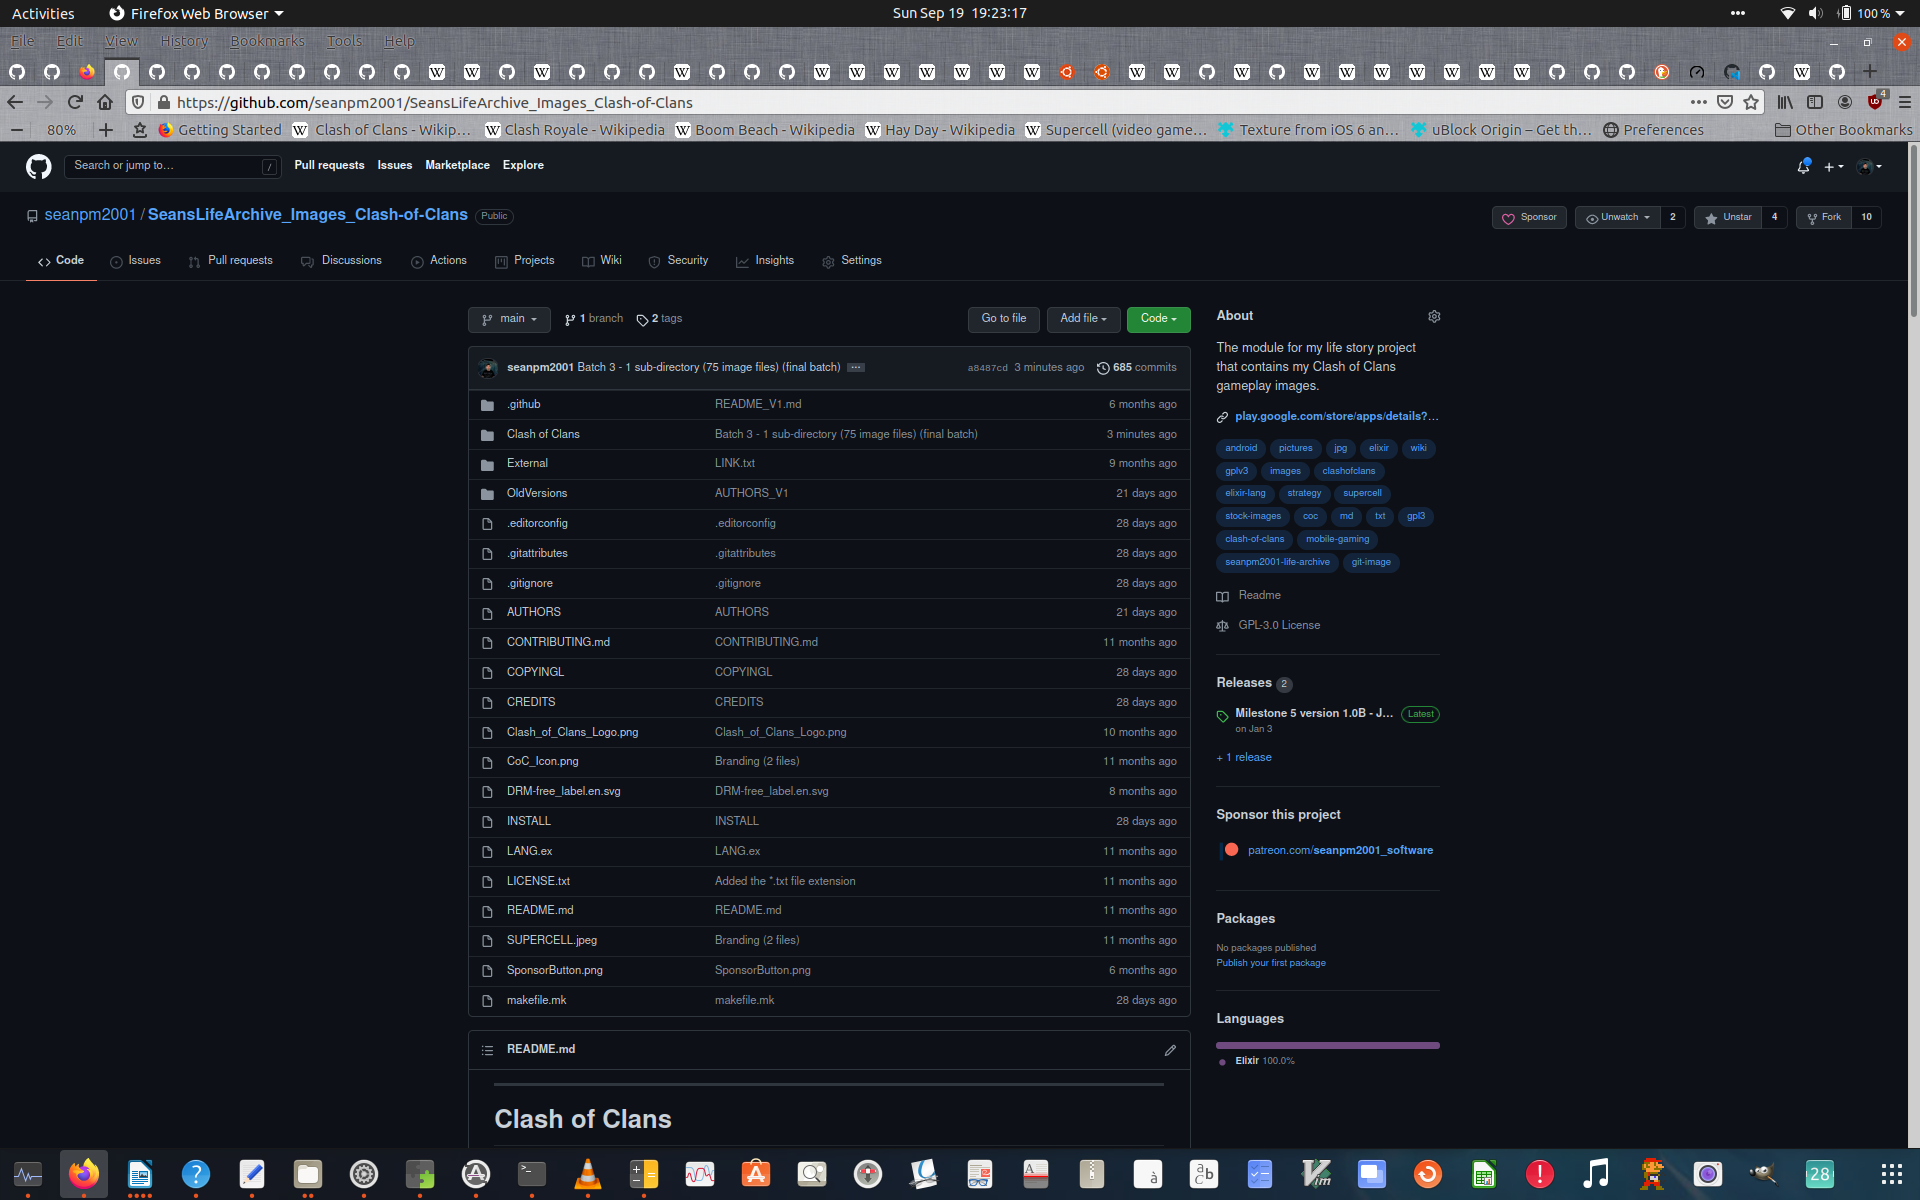 Activities Firefox Web Browser Sun Sep 19 19:23:17 100 %
File Edit View History Bookmarks Tools Help
https://github.com/seanpm2001/SeansLifeArchive_Images_Clash-of-Clans 4
80% Getting Started Clash of Clans - Wikip… Clash Royale - Wikipedia Boom Beach - Wikipedia Hay Day - Wikipedia Supercell (video game… Texture from iOS 6 an… uBlock Origin – Get th… Preferences Other Bookmarks
Search or jump to… / Pull requests Issues Marketplace Explore
seanpm2001 / SeansLifeArchive_Images_Clash-of-Clans Public Sponsor Unwatch 2 Unstar 4 Fork 10
Code Issues Pull requests Discussions Actions Projects Wiki Security Insights Settings
main 1 branch 2 tags Go to file Add file Code
seanpm2001 Batch 3 - 1 sub-directory (75 image files) (final batch) ··· a8487cd 3 minutes ago 685 commits
.github README_V1.md 6 months ago
Clash of Clans Batch 3 - 1 sub-directory (75 image files) (final batch) 3 minutes ago
External LINK.txt 9 months ago
OldVersions AUTHORS_V1 21 days ago
.editorconfig .editorconfig 28 days ago
.gitattributes .gitattributes 28 days ago
.gitignore .gitignore 28 days ago
AUTHORS AUTHORS 21 days ago
CONTRIBUTING.md CONTRIBUTING.md 11 months ago
COPYINGL COPYINGL 28 days ago
CREDITS CREDITS 28 days ago
Clash_of_Clans_Logo.png Clash_of_Clans_Logo.png 10 months ago
CoC_Icon.png Branding (2 files) 11 months ago
DRM-free_label.en.svg DRM-free_label.en.svg 8 months ago
INSTALL INSTALL 28 days ago
LANG.ex LANG.ex 11 months ago
LICENSE.txt Added the *.txt file extension 11 months ago
README.md README.md 11 months ago
SUPERCELL.jpeg Branding (2 files) 11 months ago
SponsorButton.png SponsorButton.png 6 months ago
makefile.mk makefile.mk 28 days ago
README.md
Clash of Clans
About
The module for my life story project
that contains my Clash of Clans
gameplay images.
play.google.com/store/apps/details?…
android pictures jpg elixir wiki
gplv3 images clashofclans
elixir-lang strategy supercell
stock-images coc md txt gpl3
clash-of-clans mobile-gaming
seanpm2001-life-archive git-image
Readme
GPL-3.0 License
Releases 2
Milestone 5 version 1.0B - J… Latest
on Jan 3
+ 1 release
Sponsor this project
patreon.com/seanpm2001_software
Packages
No packages published
Publish your first package
Languages
Elixir 100.0%
28